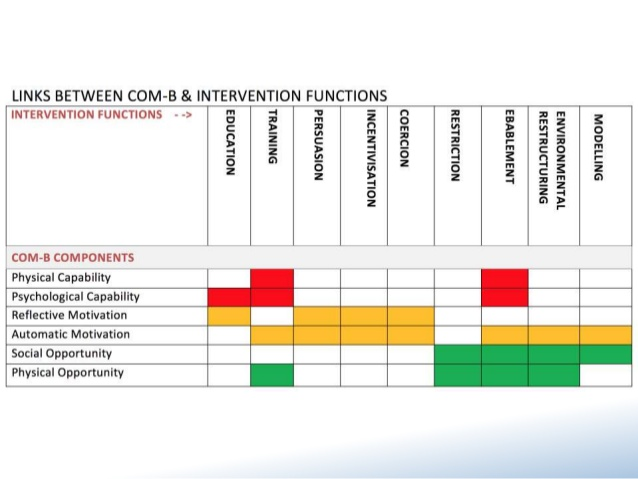 LINKS BETWEEN COM-B & INTERVENTION FUNCTIONS
INTERVENTION FUNCTIONS - ->
EDUCATION
TRAINING
PERSUASION
INCENTIVISATION
COERCION
RESTRICTION
EBABLEMENT
ENVIRONMENTAL
RESTRUCTURING
MODELLING
COM-B COMPONENTS
Physical Capability
Psychological Capability
Reflective Motivation
Automatic Motivation
Social Opportunity
Physical Opportunity